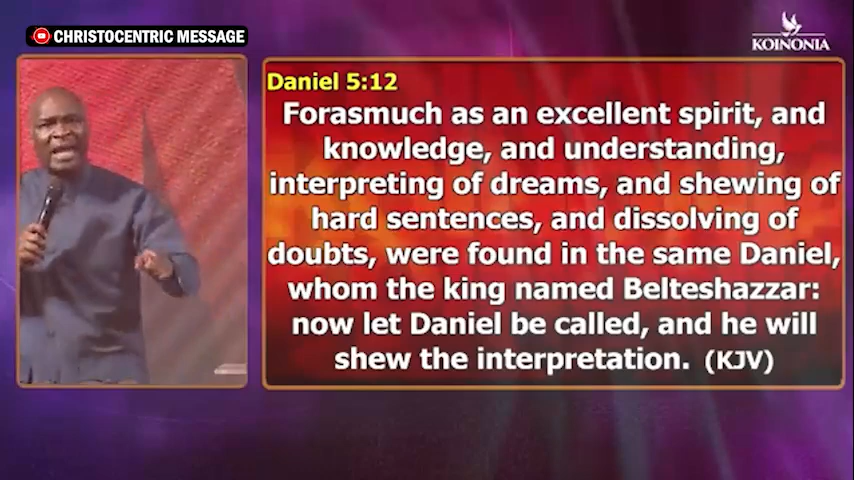 CHRISTOCENTRIC MESSAGE
KOINONIA
Daniel 5:12
Forasmuch as an excellent spirit, and
knowledge, and understanding,
interpreting of dreams, and shewing of
hard sentences, and dissolving of
doubts, were found in the same Daniel,
whom the king named Belteshazzar:
now let Daniel be called, and he will
shew the interpretation. (KJV)